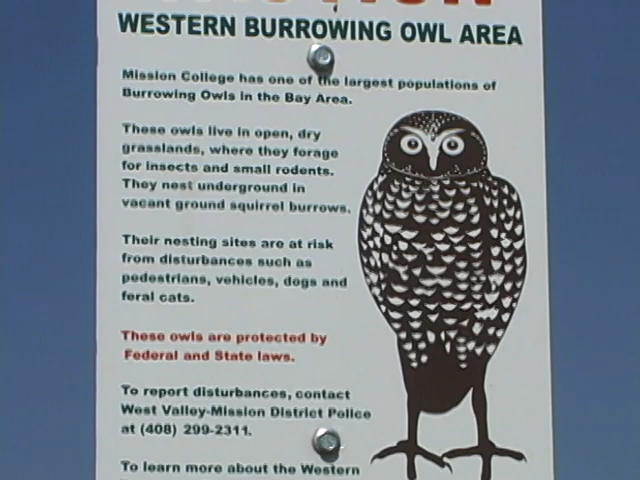 WESTERN BURROWING OWL AREA
Mission College has one of the largest populations of
Burrowing Owls in the Bay Area.
These owls live in open, dry
grasslands, where they forage
for insects and small rodents.
They nest underground in
vacant ground squirrel burrows.
Their nesting sites are at risk
from disturbances such as
pedestrians, vehicles, dogs and
feral cats.
These owls are protected by
Federal and State laws.
To report disturbances, contact
West Valley-Mission District Police
at (408) 299-2311.
To learn more about the Western